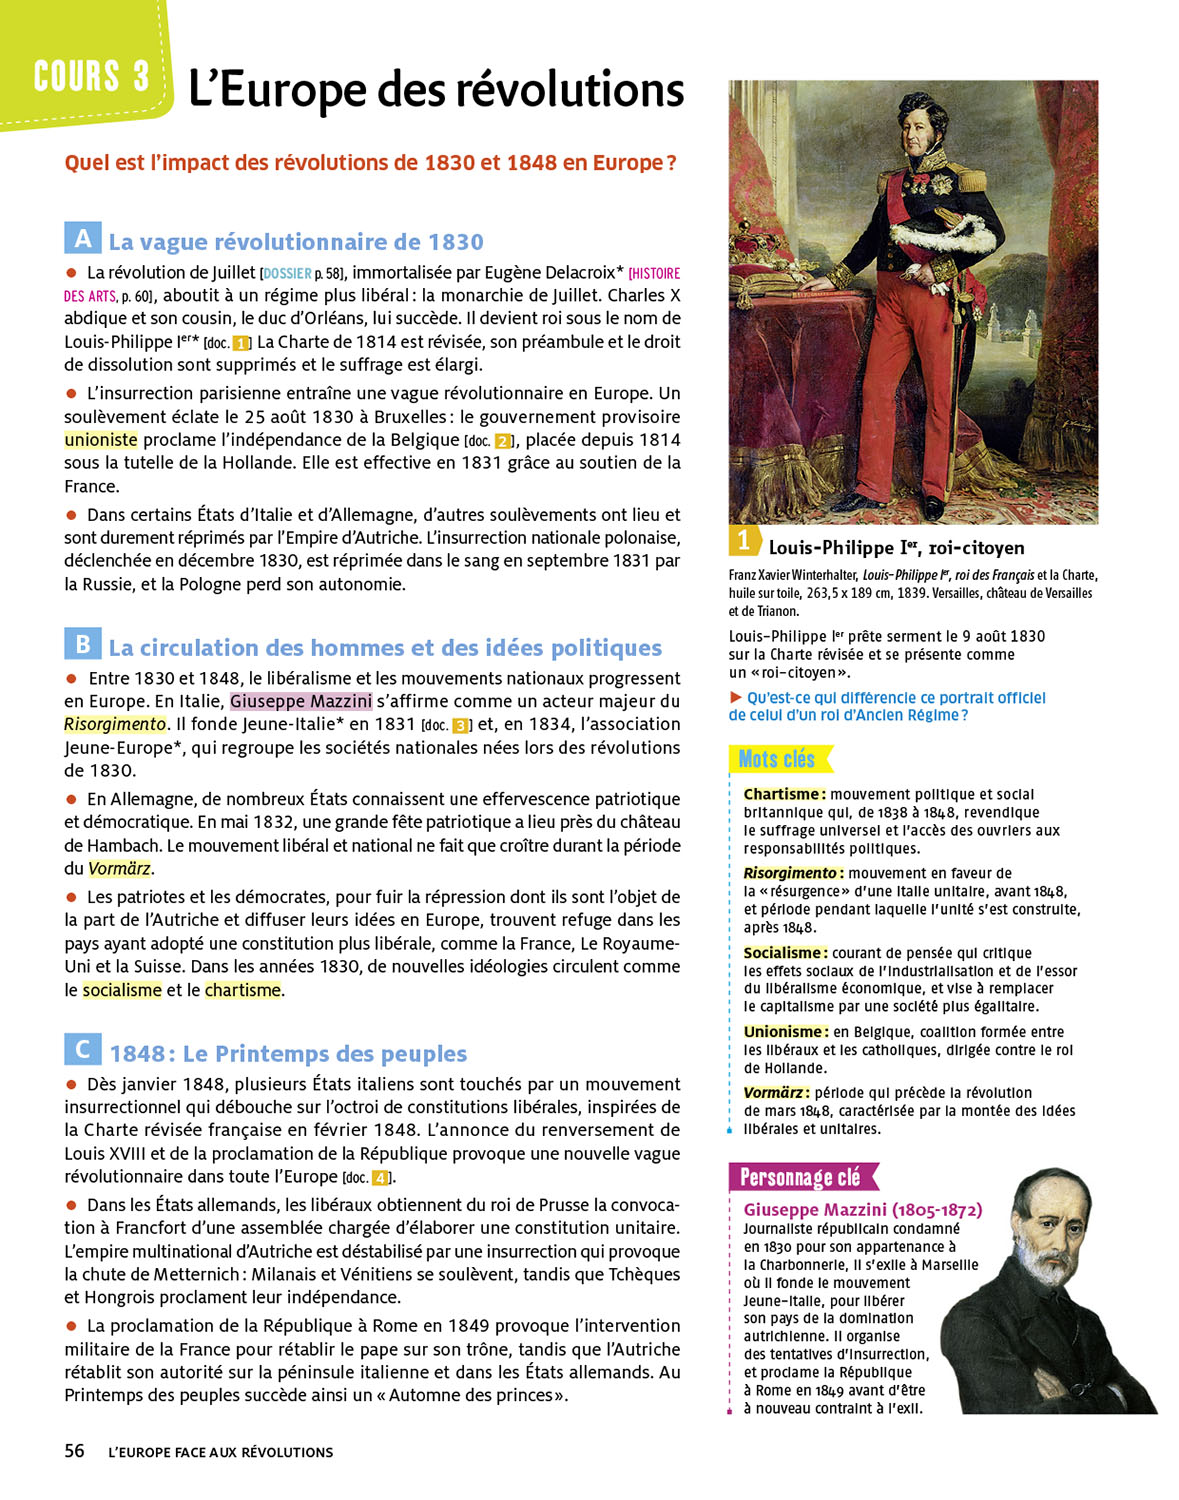 COURS 3
L'Europe des révolutions
Quel est l'impact des révolutions de 1830 et 1848 en Europe ?
A La vague révolutionnaire de 1830
• La révolution de Juillet [DOSSIER p. 58], immortalisée par Eugène Delacroix* [HISTOIRE
DES ARTS, p. 60], aboutit à un régime plus libéral : la monarchie de Juillet. Charles X
abdique et son cousin, le duc d'Orléans, lui succède. Il devient roi sous le nom de
Louis-Philippe Ier* [doc. 1] La Charte de 1814 est révisée, son préambule et le droit
de dissolution sont supprimés et le suffrage est élargi.
• L'insurrection parisienne entraîne une vague révolutionnaire en Europe. Un
soulèvement éclate le 25 août 1830 à Bruxelles : le gouvernement provisoire
unioniste proclame l'indépendance de la Belgique [doc. 2], placée depuis 1814
sous la tutelle de la Hollande. Elle est effective en 1831 grâce au soutien de la
France.
• Dans certains États d'Italie et d'Allemagne, d'autres soulèvements ont lieu et
sont durement réprimés par l'Empire d'Autriche. L'insurrection nationale polonaise,
déclenchée en décembre 1830, est réprimée dans le sang en septembre 1831 par
la Russie, et la Pologne perd son autonomie.
B La circulation des hommes et des idées politiques
• Entre 1830 et 1848, le libéralisme et les mouvements nationaux progressent
en Europe. En Italie, Giuseppe Mazzini s'affirme comme un acteur majeur du
Risorgimento. Il fonde Jeune-Italie* en 1831 [doc. 3] et, en 1834, l'association
Jeune-Europe*, qui regroupe les sociétés nationales nées lors des révolutions
de 1830.
• En Allemagne, de nombreux États connaissent une effervescence patriotique
et démocratique. En mai 1832, une grande fête patriotique a lieu près du château
de Hambach. Le mouvement libéral et national ne fait que croître durant la période
du Vormärz.
• Les patriotes et les démocrates, pour fuir la répression dont ils sont l'objet de
la part de l'Autriche et diffuser leurs idées en Europe, trouvent refuge dans les
pays ayant adopté une constitution plus libérale, comme la France, Le Royaume-
Uni et la Suisse. Dans les années 1830, de nouvelles idéologies circulent comme
le socialisme et le chartisme.
C 1848 : Le Printemps des peuples
• Dès janvier 1848, plusieurs États italiens sont touchés par un mouvement
insurrectionnel qui débouche sur l'octroi de constitutions libérales, inspirées de
la Charte révisée française en février 1848. L'annonce du renversement de
Louis XVIII et de la proclamation de la République provoque une nouvelle vague
révolutionnaire dans toute l'Europe [doc. 4].
• Dans les États allemands, les libéraux obtiennent du roi de Prusse la convoca-
tion à Francfort d'une assemblée chargée d'élaborer une constitution unitaire.
L'empire multinational d'Autriche est déstabilisé par une insurrection qui provoque
la chute de Metternich : Milanais et Vénitiens se soulèvent, tandis que Tchèques
et Hongrois proclament leur indépendance.
• La proclamation de la République à Rome en 1849 provoque l'intervention
militaire de la France pour rétablir le pape sur son trône, tandis que l'Autriche
rétablit son autorité sur la péninsule italienne et dans les États allemands. Au
Printemps des peuples succède ainsi un « Automne des princes ».
1 Louis-Philippe Ier, roi-citoyen
Franz Xavier Winterhalter, Louis-Philippe Ier, roi des Français et la Charte,
huile sur toile, 263,5 x 189 cm, 1839. Versailles, château de Versailles
et de Trianon.
Louis-Philippe Ier prête serment le 9 août 1830
sur la Charte révisée et se présente comme
un « roi-citoyen ».
► Qu'est-ce qui différencie ce portrait officiel
de celui d'un roi d'Ancien Régime ?
Mots clés
Chartisme : mouvement politique et social
britannique qui, de 1838 à 1848, revendique
le suffrage universel et l'accès des ouvriers aux
responsabilités politiques.
Risorgimento : mouvement en faveur de
la « résurgence » d'une Italie unitaire, avant 1848,
et période pendant laquelle l'unité s'est construite,
après 1848.
Socialisme : courant de pensée qui critique
les effets sociaux de l'industrialisation et de l'essor
du libéralisme économique, et vise à remplacer
le capitalisme par une société plus égalitaire.
Unionisme : en Belgique, coalition formée entre
les libéraux et les catholiques, dirigée contre le roi
de Hollande.
Vormärz : période qui précède la révolution
de mars 1848, caractérisée par la montée des idées
libérales et unitaires.
Personnage clé
Giuseppe Mazzini (1805-1872)
Journaliste républicain condamné
en 1830 pour son appartenance à
la Charbonnerie, il s'exile à Marseille
où il fonde le mouvement
Jeune-Italie, pour libérer
son pays de la domination
autrichienne. Il organise
des tentatives d'insurrection,
et proclame la République
à Rome en 1849 avant d'être
à nouveau contraint à l'exil.
56 L'EUROPE FACE AUX RÉVOLUTIONS